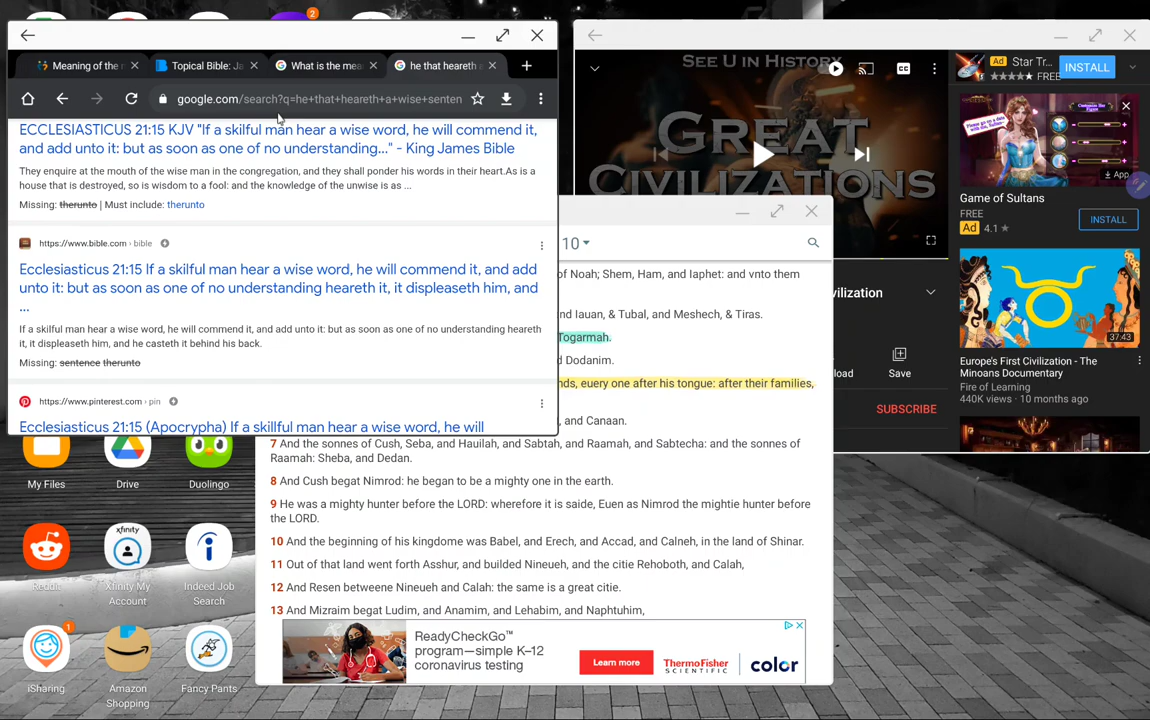 2
Meaning of the n
Topical Bible: Ja
What is the mea
he that heareth a
google.com/search?q=he+that+heareth+a+wise+senten
ECCLESIASTICUS 21:15 KJV "If a skilful man hear a wise word, he will commend it,
and add unto it: but as soon as one of no understanding..." - King James Bible
They enquire at the mouth of the wise man in the congregation, and they shall ponder his words in their heart.As is a
house that is destroyed, so is wisdom to a fool: and the knowledge of the unwise is as ...
Missing: therunto | Must include: therunto
https://www.bible.com › bible
Ecclesiasticus 21:15 If a skilful man hear a wise word, he will commend it, and add
unto it: but as soon as one of no understanding heareth it, it displeaseth him, and
...
If a skilful man hear a wise word, he will commend it, and add unto it: but as soon as one of no understanding heareth
it, it displeaseth him, and he casteth it behind his back.
Missing: sentence therunto
https://www.pinterest.com › pin
Ecclesiasticus 21:15 (Apocrypha) If a skillful man hear a wise word, he will
SEE U IN HISTORY
CC
GREAT
CIVILIZATIONS
Ad Star Tr...
FREE
INSTALL
App
Game of Sultans
FREE
Ad 4.1 ★
INSTALL
ivilization
load
Save
SUBSCRIBE
37:43
Europe's First Civilization - The
Minoans Documentary
Fire of Learning
440K views · 10 months ago
10
of Noah; Shem, Ham, and Iaphet: and vnto them
nd Iauan, & Tubal, and Meshech, & Tiras.
Togarmah.
d Dodanim.
nds, euery one after his tongue: after their families,
, and Canaan.
7 And the sonnes of Cush, Seba, and Hauilah, and Sabtah, and Raamah, and Sabtecha: and the sonnes of
Raamah: Sheba, and Dedan.
8 And Cush begat Nimrod: he began to be a mighty one in the earth.
9 He was a mighty hunter before the LORD: wherefore it is saide, Euen as Nimrod the mightie hunter before
the LORD.
10 And the beginning of his kingdome was Babel, and Erech, and Accad, and Calneh, in the land of Shinar.
11 Out of that land went forth Asshur, and builded Nineueh, and the citie Rehoboth, and Calah,
12 And Resen betweene Nineueh and Calah: the same is a great citie.
13 And Mizraim begat Ludim, and Anamim, and Lehabim, and Naphtuhim,
ReadyCheckGo™
program—simple K–12
coronavirus testing
Learn more
ThermoFisher
SCIENTIFIC
color
My Files
Drive
Duolingo
Reddit
xfinity
Xfinity My
Account
Indeed Job
Search
1
iSharing
Amazon
Shopping
Fancy Pants